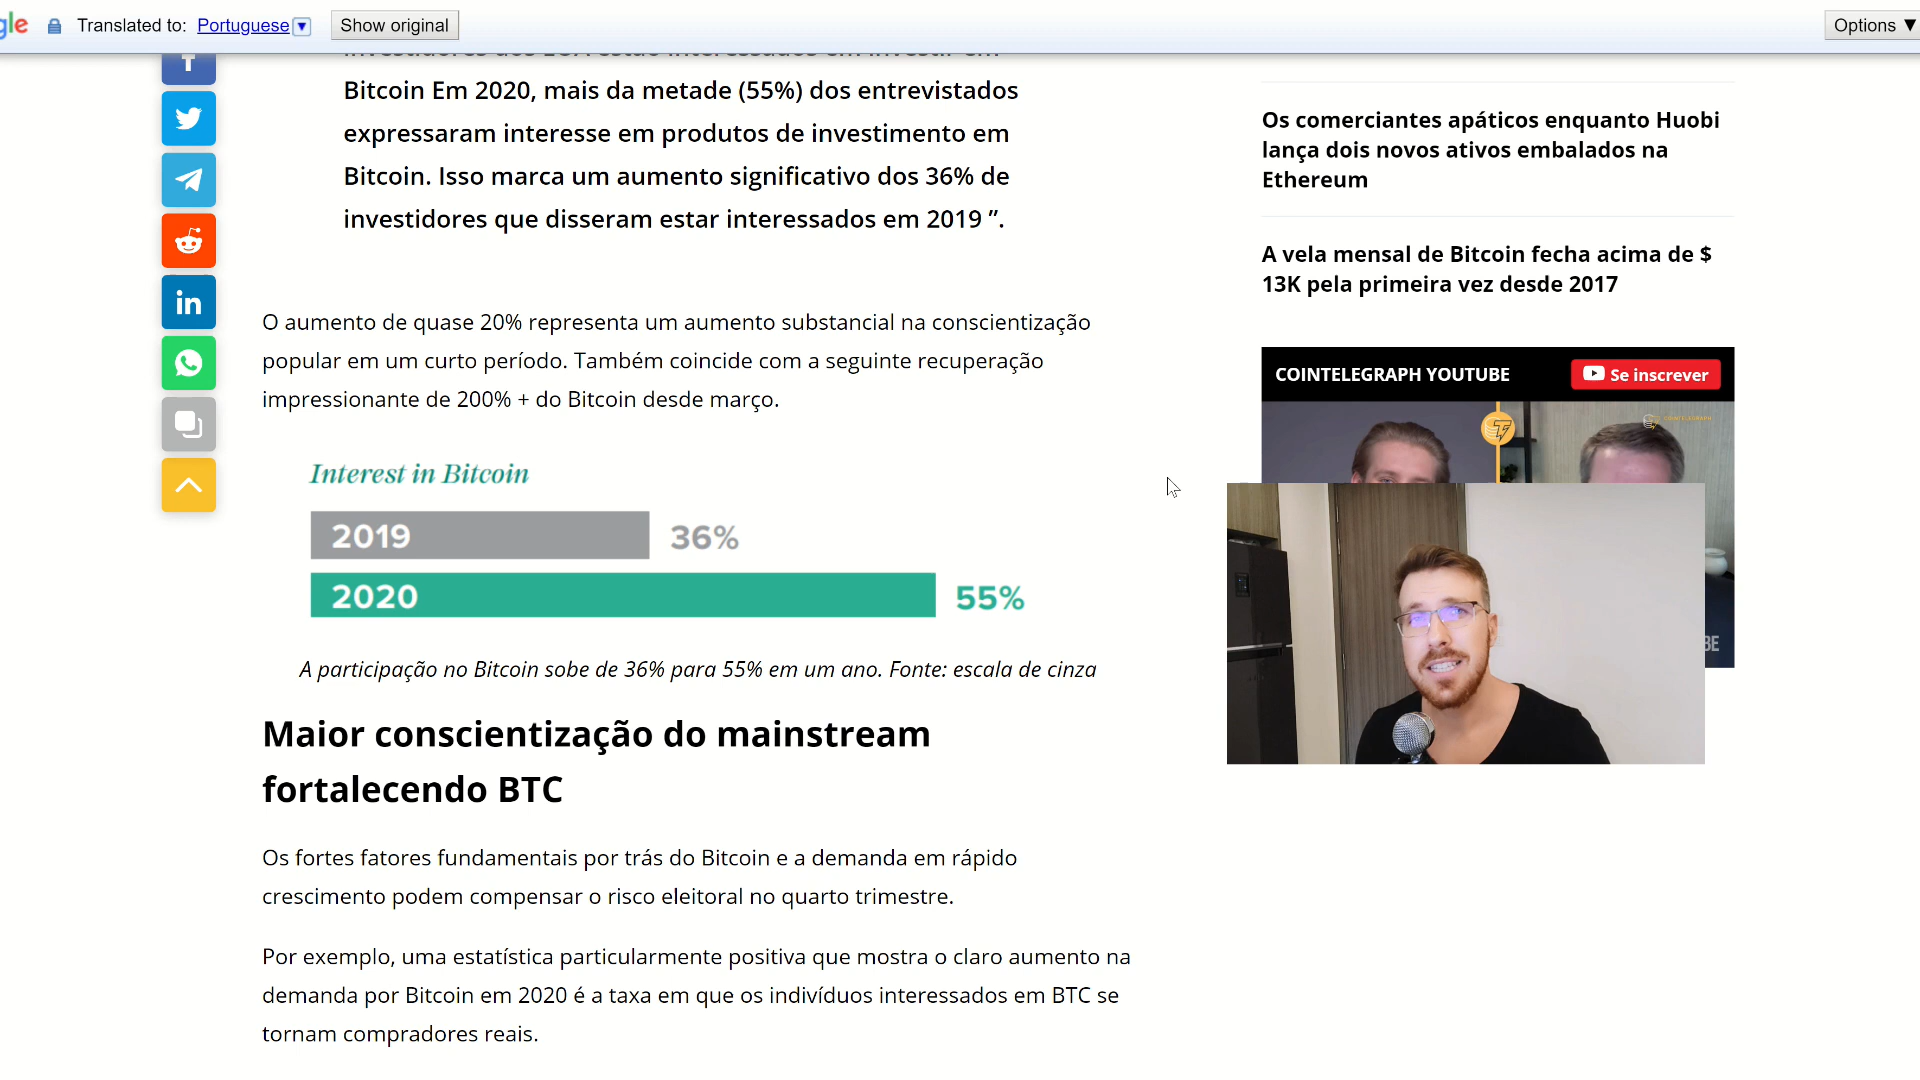 gle
Translated to: Portuguese ▼ Show original
Options ▼
Bitcoin Em 2020, mais da metade (55%) dos entrevistados
expressaram interesse em produtos de investimento em
Bitcoin. Isso marca um aumento significativo dos 36% de
investidores que disseram estar interessados em 2019 ”.
O aumento de quase 20% representa um aumento substancial na conscientização
popular em um curto período. Também coincide com a seguinte recuperação
impressionante de 200% + do Bitcoin desde março.
Interest in Bitcoin
2019 36%
2020 55%
A participação no Bitcoin sobe de 36% para 55% em um ano. Fonte: escala de cinza
Maior conscientização do mainstream
fortalecendo BTC
Os fortes fatores fundamentais por trás do Bitcoin e a demanda em rápido
crescimento podem compensar o risco eleitoral no quarto trimestre.
Por exemplo, uma estatística particularmente positiva que mostra o claro aumento na
demanda por Bitcoin em 2020 é a taxa em que os indivíduos interessados em BTC se
tornam compradores reais.
Os comerciantes apáticos enquanto Huobi
lança dois novos ativos embalados na
Ethereum
A vela mensal de Bitcoin fecha acima de $
13K pela primeira vez desde 2017
COINTELEGRAPH YOUTUBE
Se inscrever
BE